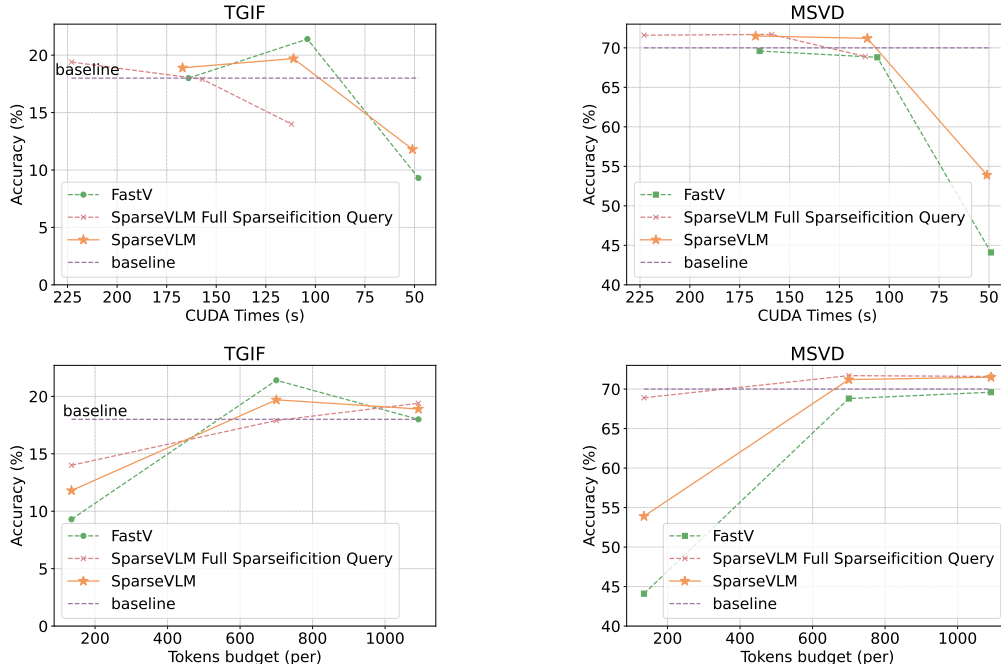 TGIF
Accuracy (%)
20
15
10
5
0
baseline
FastV
SparseVLM Full Sparseificition Query
SparseVLM
baseline
225 200 175 150 125 100 75 50
CUDA Times (s)
MSVD
Accuracy (%)
70
65
60
55
50
45
40
FastV
SparseVLM Full Sparseificition Query
SparseVLM
baseline
225 200 175 150 125 100 75 50
CUDA Times (s)
TGIF
Accuracy (%)
20
15
10
5
0
baseline
FastV
SparseVLM Full Sparseificition Query
SparseVLM
baseline
200 400 600 800 1000
Tokens budget (per)
MSVD
Accuracy (%)
70
65
60
55
50
45
40
FastV
SparseVLM Full Sparseificition Query
SparseVLM
baseline
200 400 600 800 1000
Tokens budget (per)